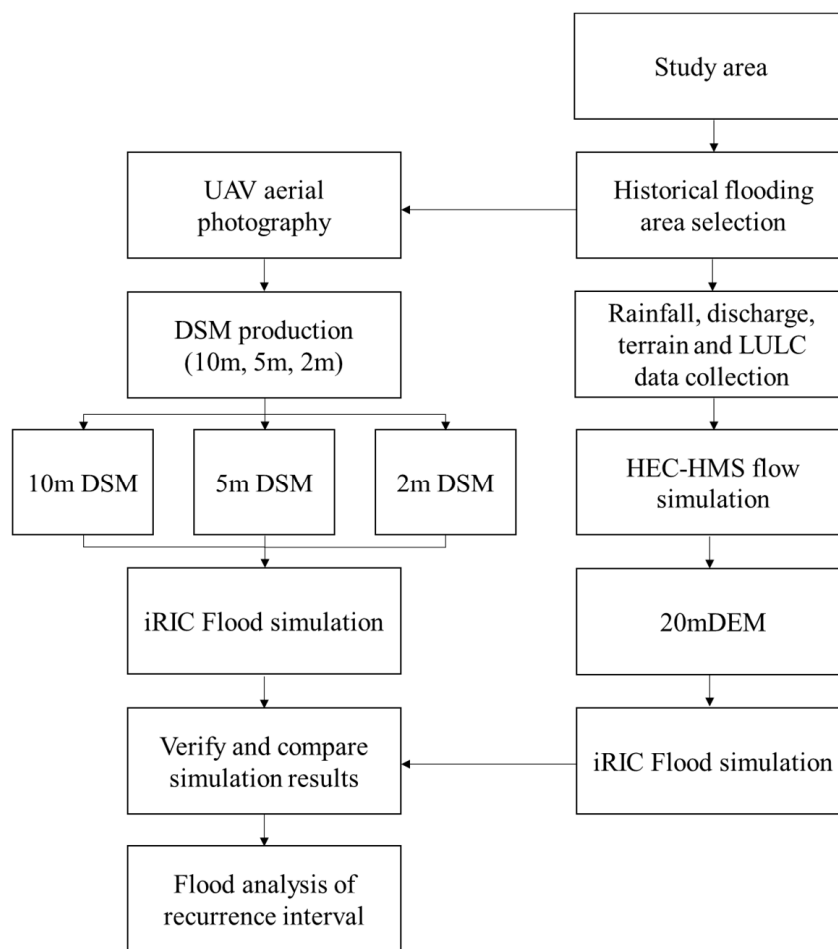 Study area
UAV aerial
photography
Historical flooding
area selection
DSM production
(10m, 5m, 2m)
Rainfall, discharge,
terrain and LULC
data collection
10m DSM
5m DSM
2m DSM
HEC-HMS flow
simulation
iRIC Flood simulation
20mDEM
Verify and compare
simulation results
iRIC Flood simulation
Flood analysis of
recurrence interval